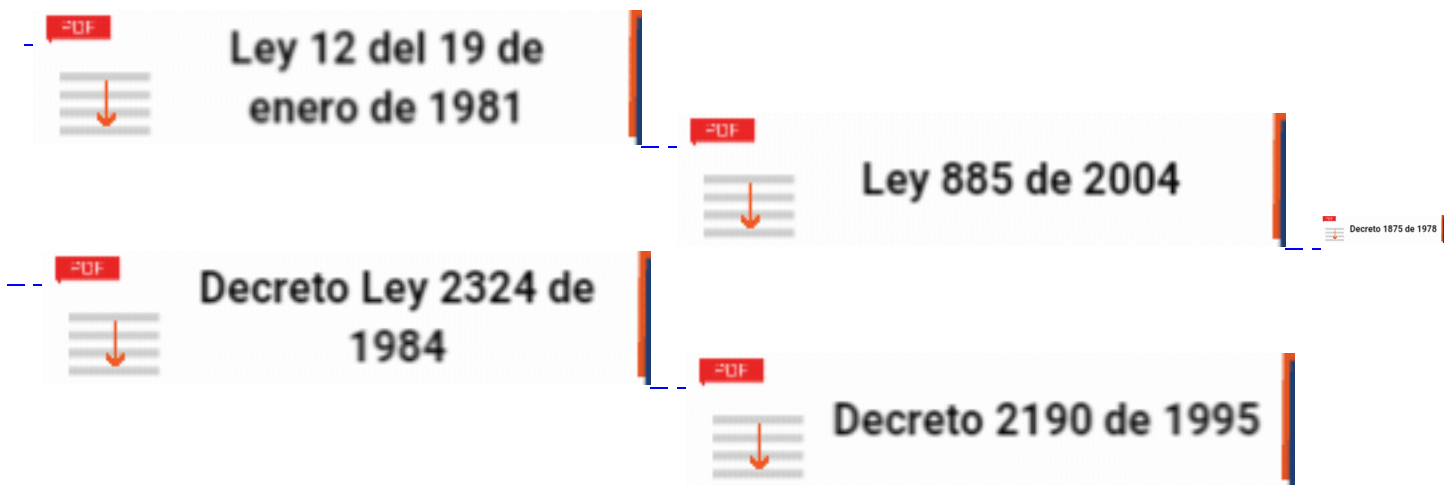 PDF
Ley 12 del 19 de
enero de 1981
PDF
Ley 885 de 2004
Decreto 1875 de 1978
PDF
Decreto Ley 2324 de
1984
PDF
Decreto 2190 de 1995